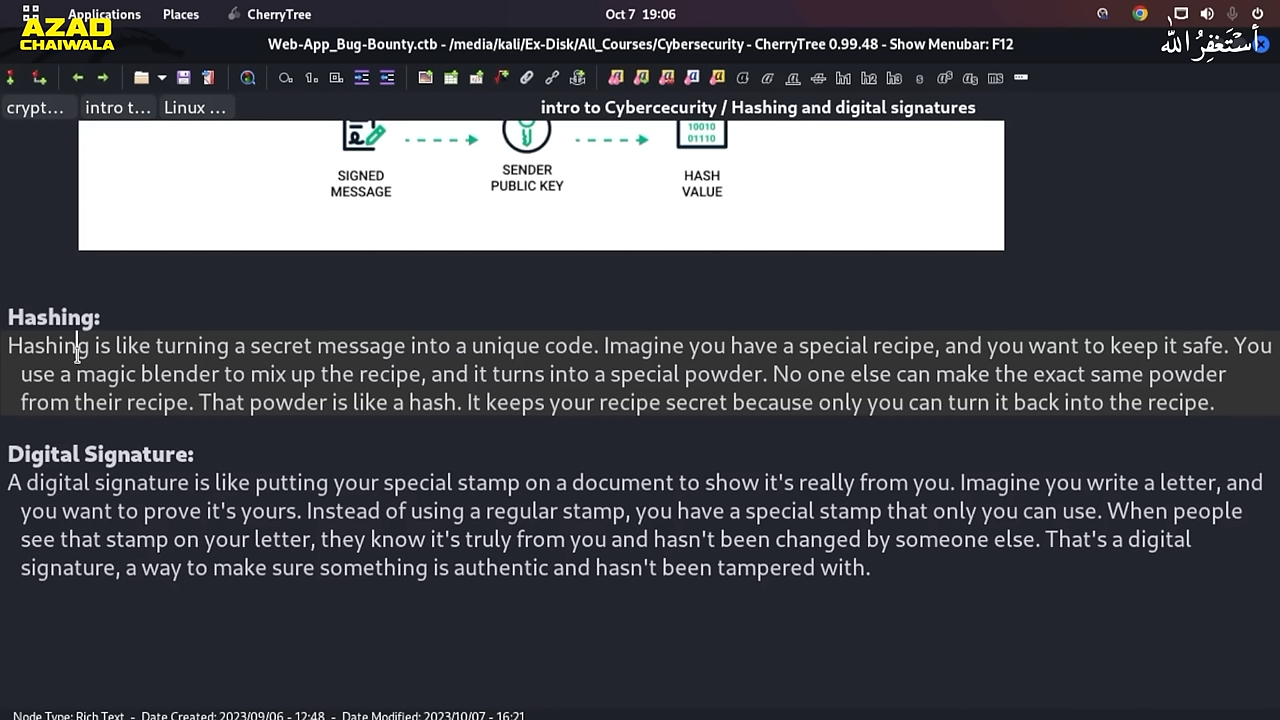 Applications Places CherryTree Oct 7 19:06
AZAD
CHAIWALA
أستغفر الله
Web-App_Bug-Bounty.ctb - /media/kali/Ex-Disk/All_Courses/Cybersecurity - CherryTree 0.99.48 - Show Menubar: F12
h1 h2 h3 s ms
crypt... intro t... Linux ... intro to Cybercecurity / Hashing and digital signatures
10010
01110
SIGNED
MESSAGE
SENDER
PUBLIC KEY
HASH
VALUE
Hashing:
Hashing is like turning a secret message into a unique code. Imagine you have a special recipe, and you want to keep it safe. You
use a magic blender to mix up the recipe, and it turns into a special powder. No one else can make the exact same powder
from their recipe. That powder is like a hash. It keeps your recipe secret because only you can turn it back into the recipe.
Digital Signature:
A digital signature is like putting your special stamp on a document to show it's really from you. Imagine you write a letter, and
you want to prove it's yours. Instead of using a regular stamp, you have a special stamp that only you can use. When people
see that stamp on your letter, they know it's truly from you and hasn't been changed by someone else. That's a digital
signature, a way to make sure something is authentic and hasn't been tampered with.
Node Type: Rich Text - Date Created: 2023/09/06 - 12:48 - Date Modified: 2023/10/07 - 16:21